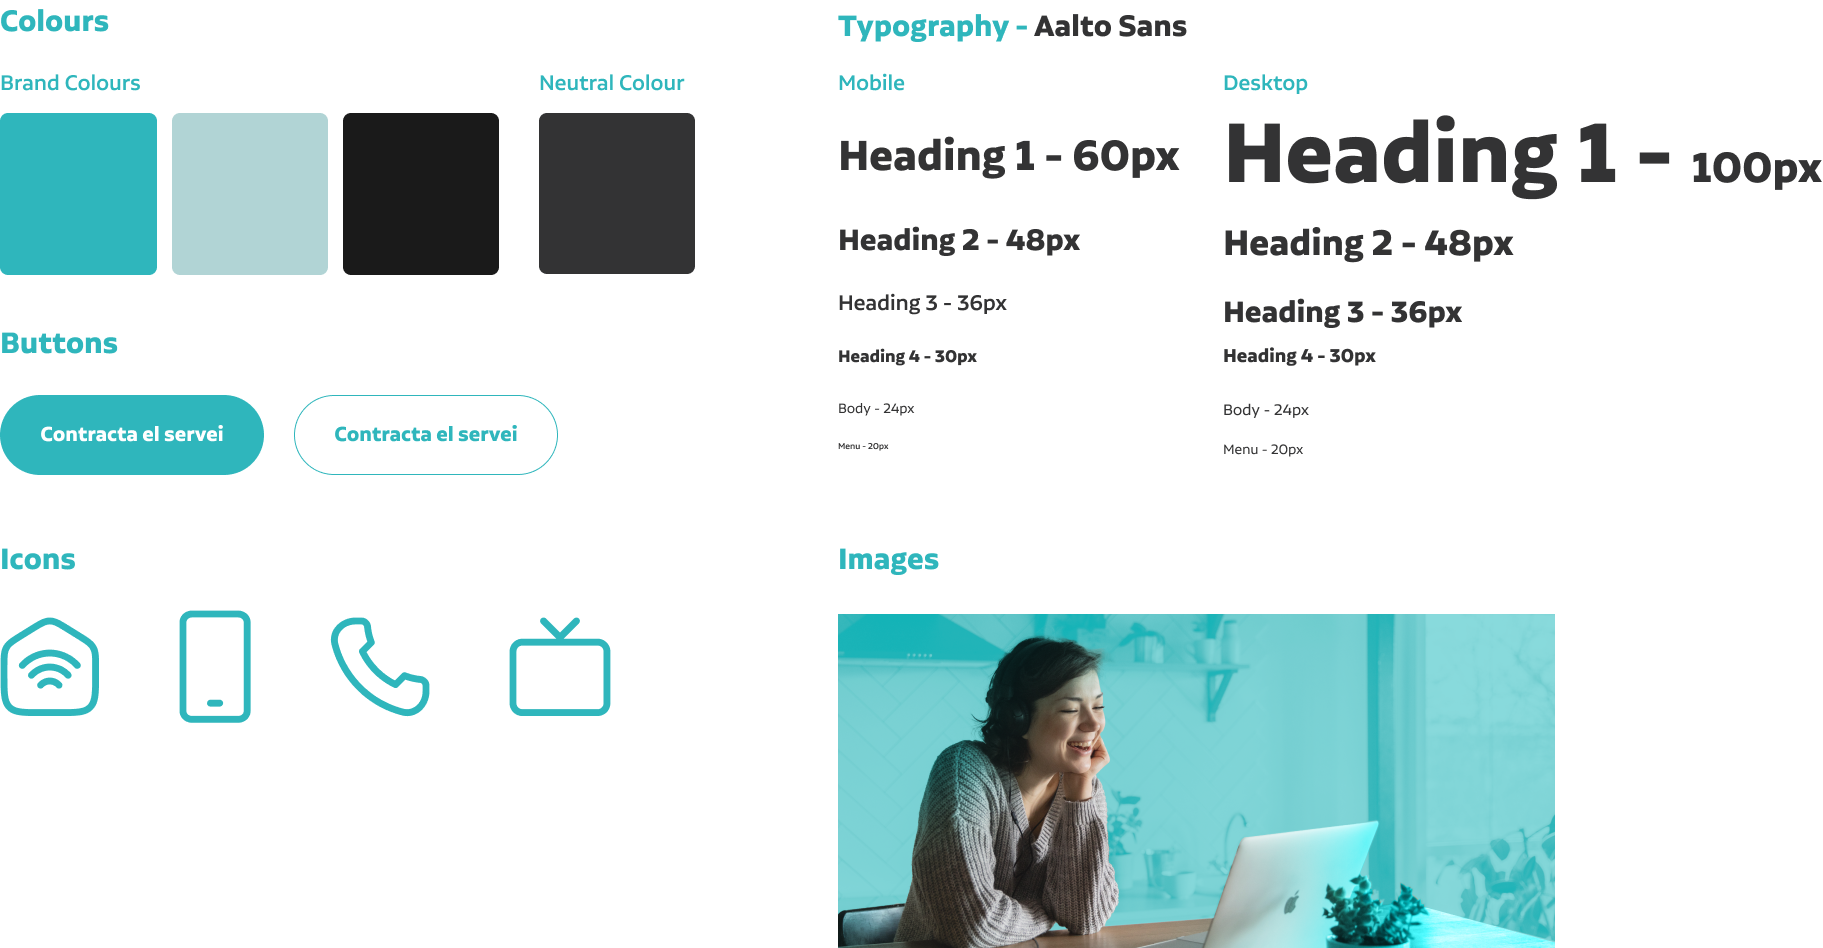 Colours
Brand Colours
Neutral Colour
Buttons
Contracta el servei
Contracta el servei
Icons
Typography - Aalto Sans
Mobile
Heading 1 - 60px
Heading 2 - 48px
Heading 3 - 36px
Heading 4 - 30px
Body - 24px
Menu - 20px
Desktop
Heading 1 - 100px
Heading 2 - 48px
Heading 3 - 36px
Heading 4 - 30px
Body - 24px
Menu - 20px
Images